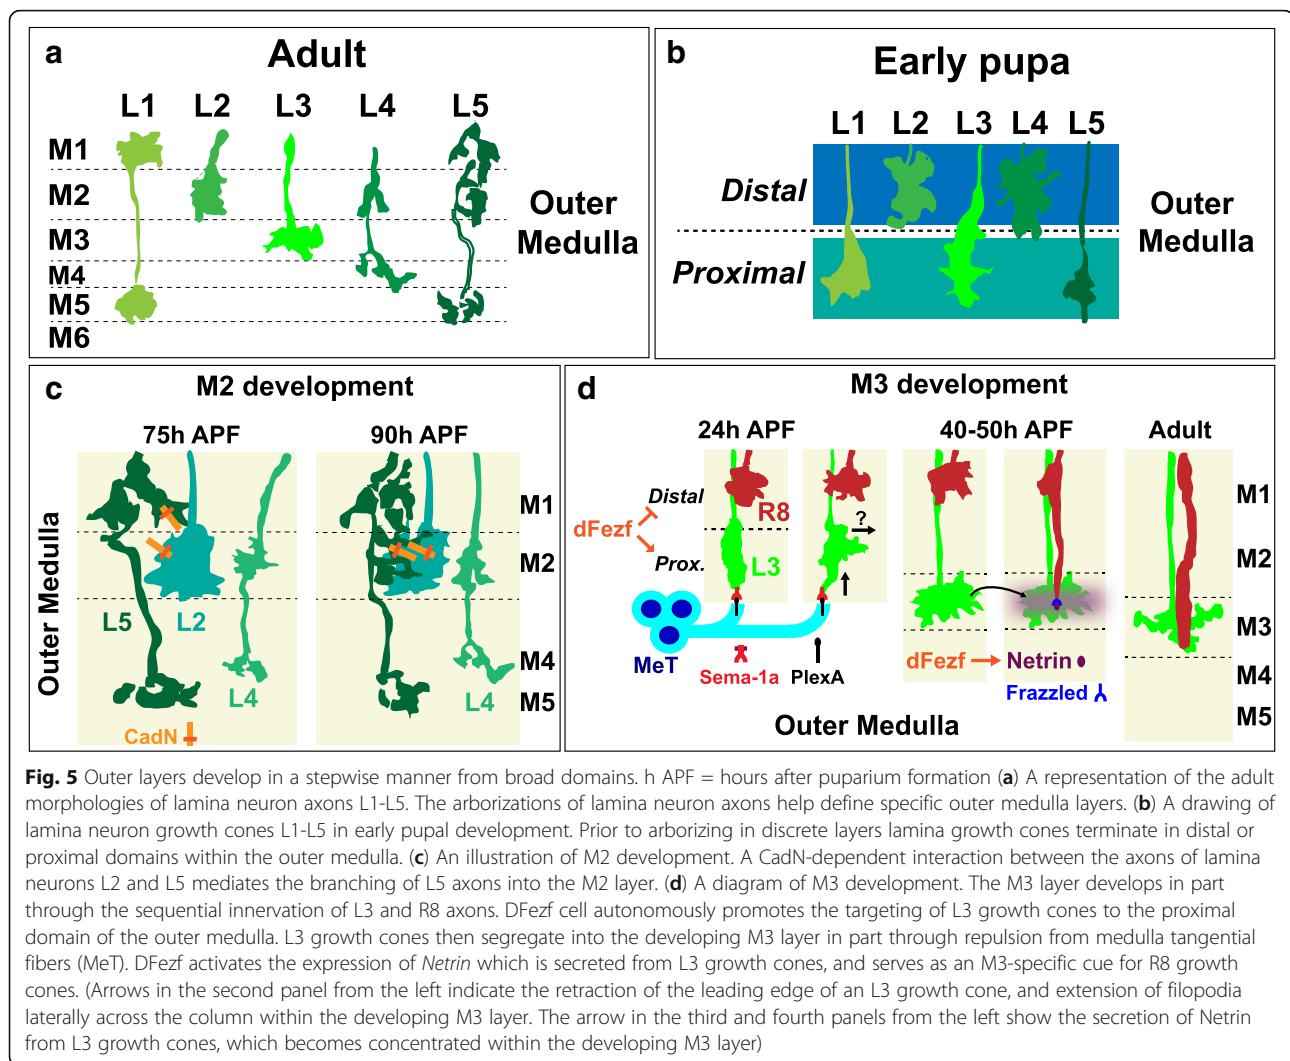 a
Adult
L1 L2 L3 L4 L5
M1
M2
M3
M4
M5
M6
Outer
Medulla
b
Early pupa
L1 L2 L3 L4 L5
Distal
Proximal
Outer
Medulla
c
M2 development
75h APF 90h APF
Outer Medulla
M1
M2
L5 L2
L4
M4
L4
M5
CadN
d
M3 development
24h APF 40-50h APF Adult
Distal
dFezf
Prox.
R8
L3
?
M1
M2
M3
M4
M5
MeT
Sema-1a
PlexA
dFezf Netrin
Frazzled
Outer Medulla
Fig. 5 Outer layers develop in a stepwise manner from broad domains. h APF = hours after puparium formation (a) A representation of the adult
morphologies of lamina neuron axons L1-L5. The arborizations of lamina neuron axons help define specific outer medulla layers. (b) A drawing of
lamina neuron growth cones L1-L5 in early pupal development. Prior to arborizing in discrete layers lamina growth cones terminate in distal or
proximal domains within the outer medulla. (c) An illustration of M2 development. A CadN-dependent interaction between the axons of lamina
neurons L2 and L5 mediates the branching of L5 axons into the M2 layer. (d) A diagram of M3 development. The M3 layer develops in part
through the sequential innervation of L3 and R8 axons. DFezf cell autonomously promotes the targeting of L3 growth cones to the proximal
domain of the outer medulla. L3 growth cones then segregate into the developing M3 layer in part through repulsion from medulla tangential
fibers (MeT). DFezf activates the expression of Netrin which is secreted from L3 growth cones, and serves as an M3-specific cue for R8 growth
cones. (Arrows in the second panel from the left indicate the retraction of the leading edge of an L3 growth cone, and extension of filopodia
laterally across the column within the developing M3 layer. The arrow in the third and fourth panels from the left show the secretion of Netrin
from L3 growth cones, which becomes concentrated within the developing M3 layer)